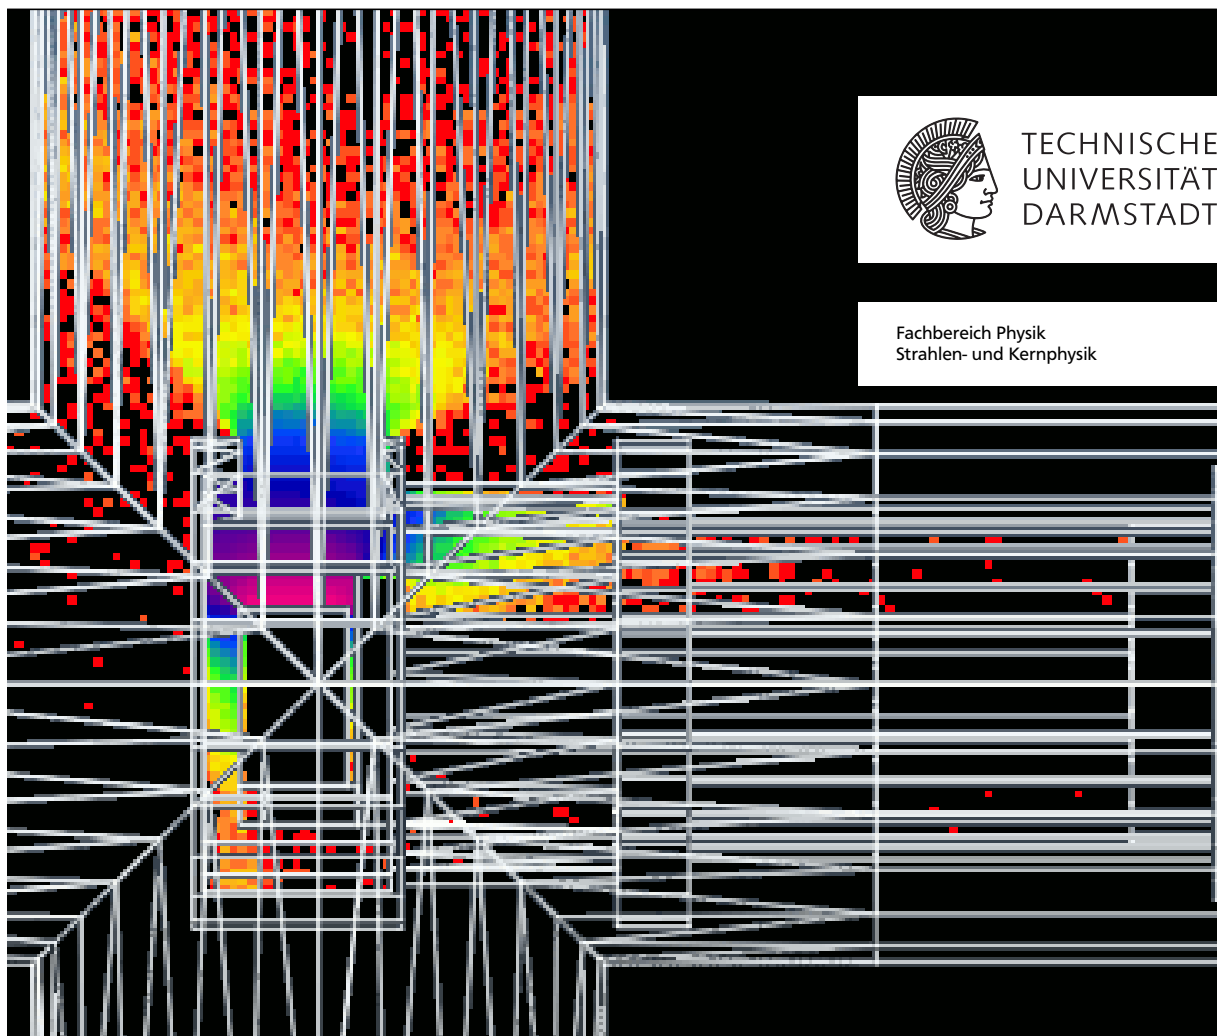 TECHNISCHE
UNIVERSITÄT
DARMSTADT
Fachbereich Physik
Strahlen- und Kernphysik